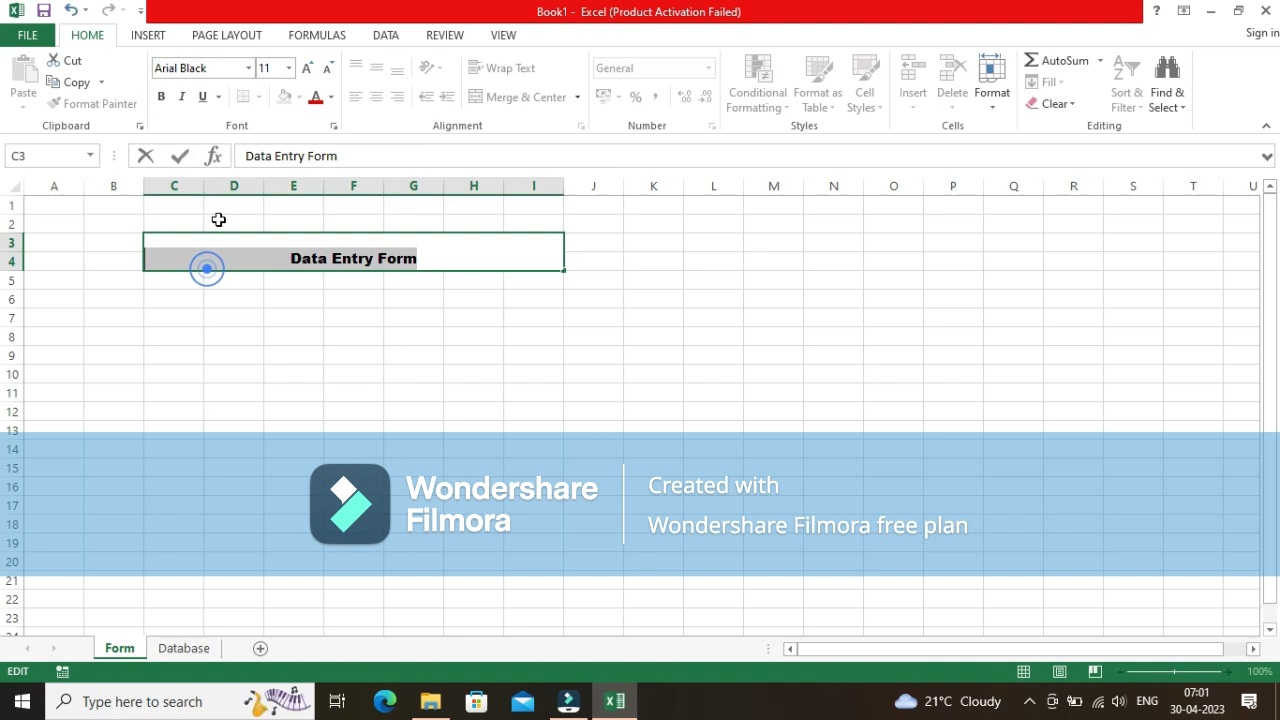 Book1 - Excel (Product Activation Failed)
FILE HOME INSERT PAGE LAYOUT FORMULAS DATA REVIEW VIEW Sign in
Paste Cut Copy Format Painter Clipboard
Arial Black 11 B I U A Font
Wrap Text Merge & Center Alignment
General % , Number
Conditional Formatting Format as Table Cell Styles Styles
Insert Delete Format Cells
AutoSum Fill Clear Sort & Filter Find & Select Editing
C3 fx Data Entry Form
A B C D E F G H I J K L M N O P Q R S T U
1
2
3
4 Data Entry Form
5
6
7
8
9
10
11
12
13
14
15
16
17
18
19
20
21
22
23
24
Wondershare Filmora
Created with
Wondershare Filmora free plan
Form Database
EDIT 100%
Type here to search 21°C Cloudy ENG 07:01
30-04-2023